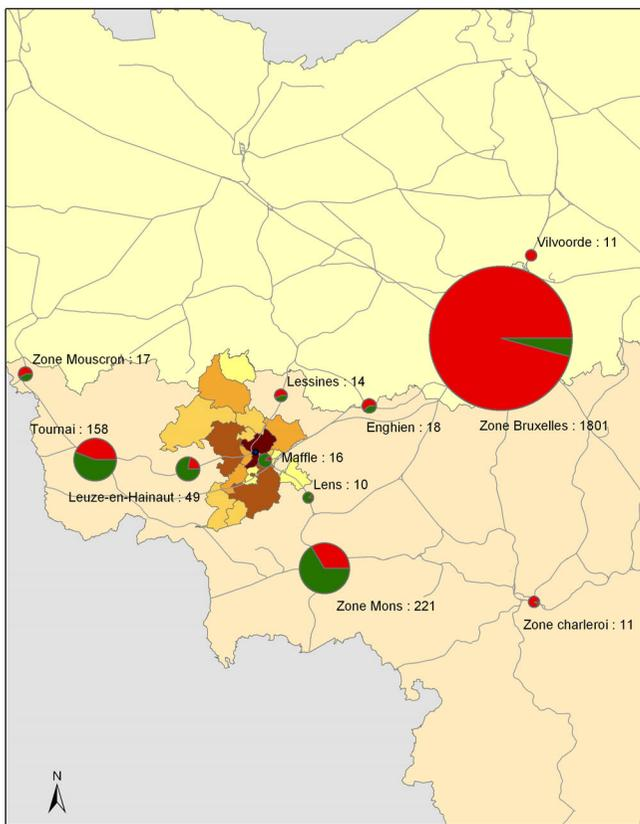 Vilvoorde : 11
Zone Mouscron : 17
Lessines : 14
Enghien : 18
Zone Bruxelles : 1801
Tournai : 158
Maffle : 16
Leuze-en-Hainaut : 49
Lens : 10
Zone Mons : 221
Zone charleroi : 11
N